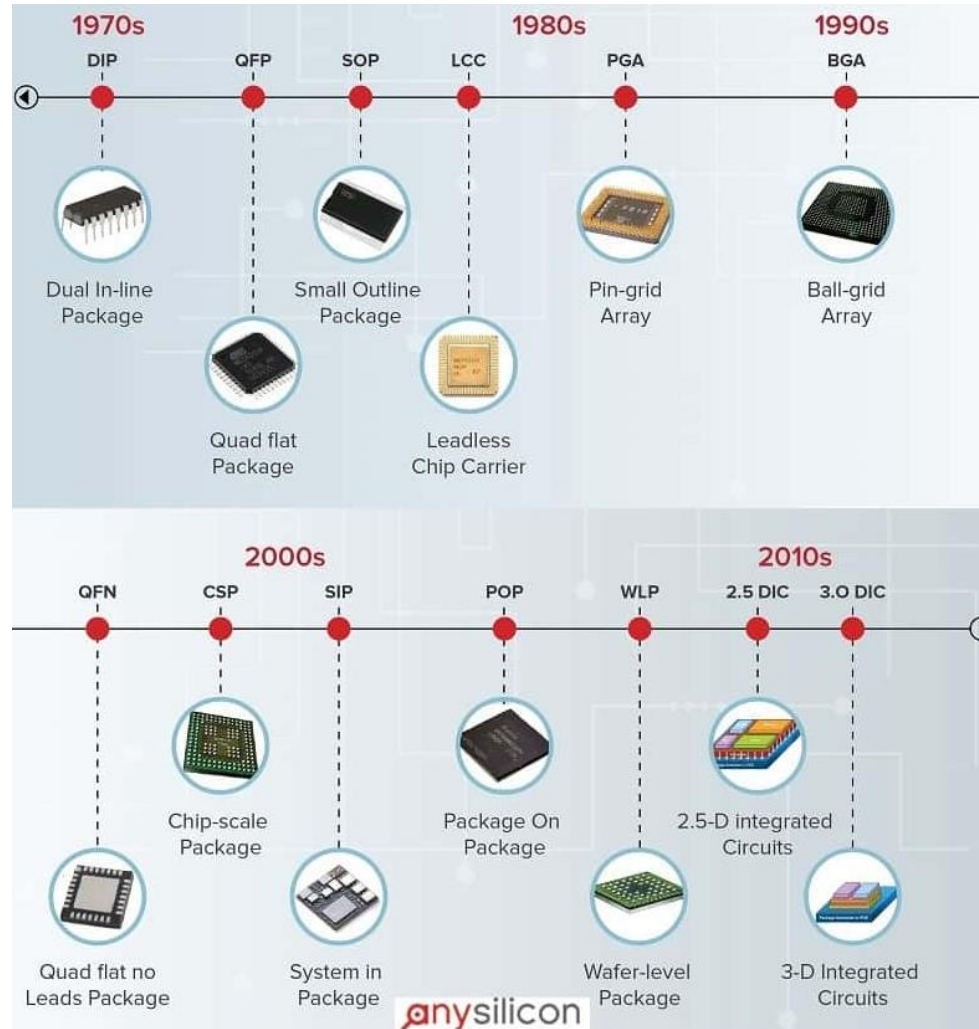 1970s
1980s
1990s
DIP
QFP
SOP
LCC
PGA
BGA
Dual In-line
Package
Small Outline
Package
Pin-grid
Array
Ball-grid
Array
Quad flat
Package
Leadless
Chip Carrier
2000s
2010s
QFN
CSP
SIP
POP
WLP
2.5 DIC
3.0 DIC
Chip-scale
Package
Package On
Package
2.5-D integrated
Circuits
Quad flat no
Leads Package
System in
Package
Wafer-level
Package
3-D Integrated
Circuits
anysilicon